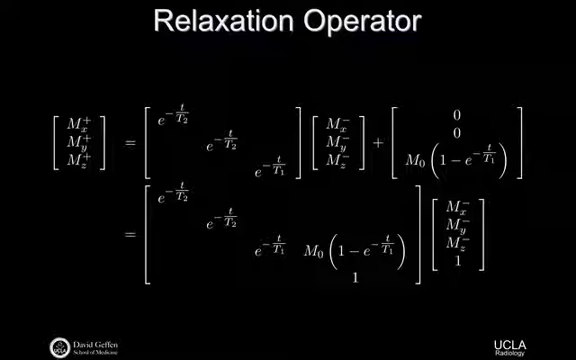 Relaxation Operator
[ M_x^+ M_y^+ M_z^+ ] = [ e^{-t/T_2} e^{-t/T_2} e^{-t/T_1} ] [ M_x^- M_y^- M_z^- ] + [ 0 0 M_0 ( 1 - e^{-t/T_1} ) ]
= [ e^{-t/T_2} e^{-t/T_2} e^{-t/T_1} M_0 ( 1 - e^{-t/T_1} ) 1 ] [ M_x^- M_y^- M_z^- 1 ]
UCLA
David Geffen
School of Medicine
UCLA
Radiology